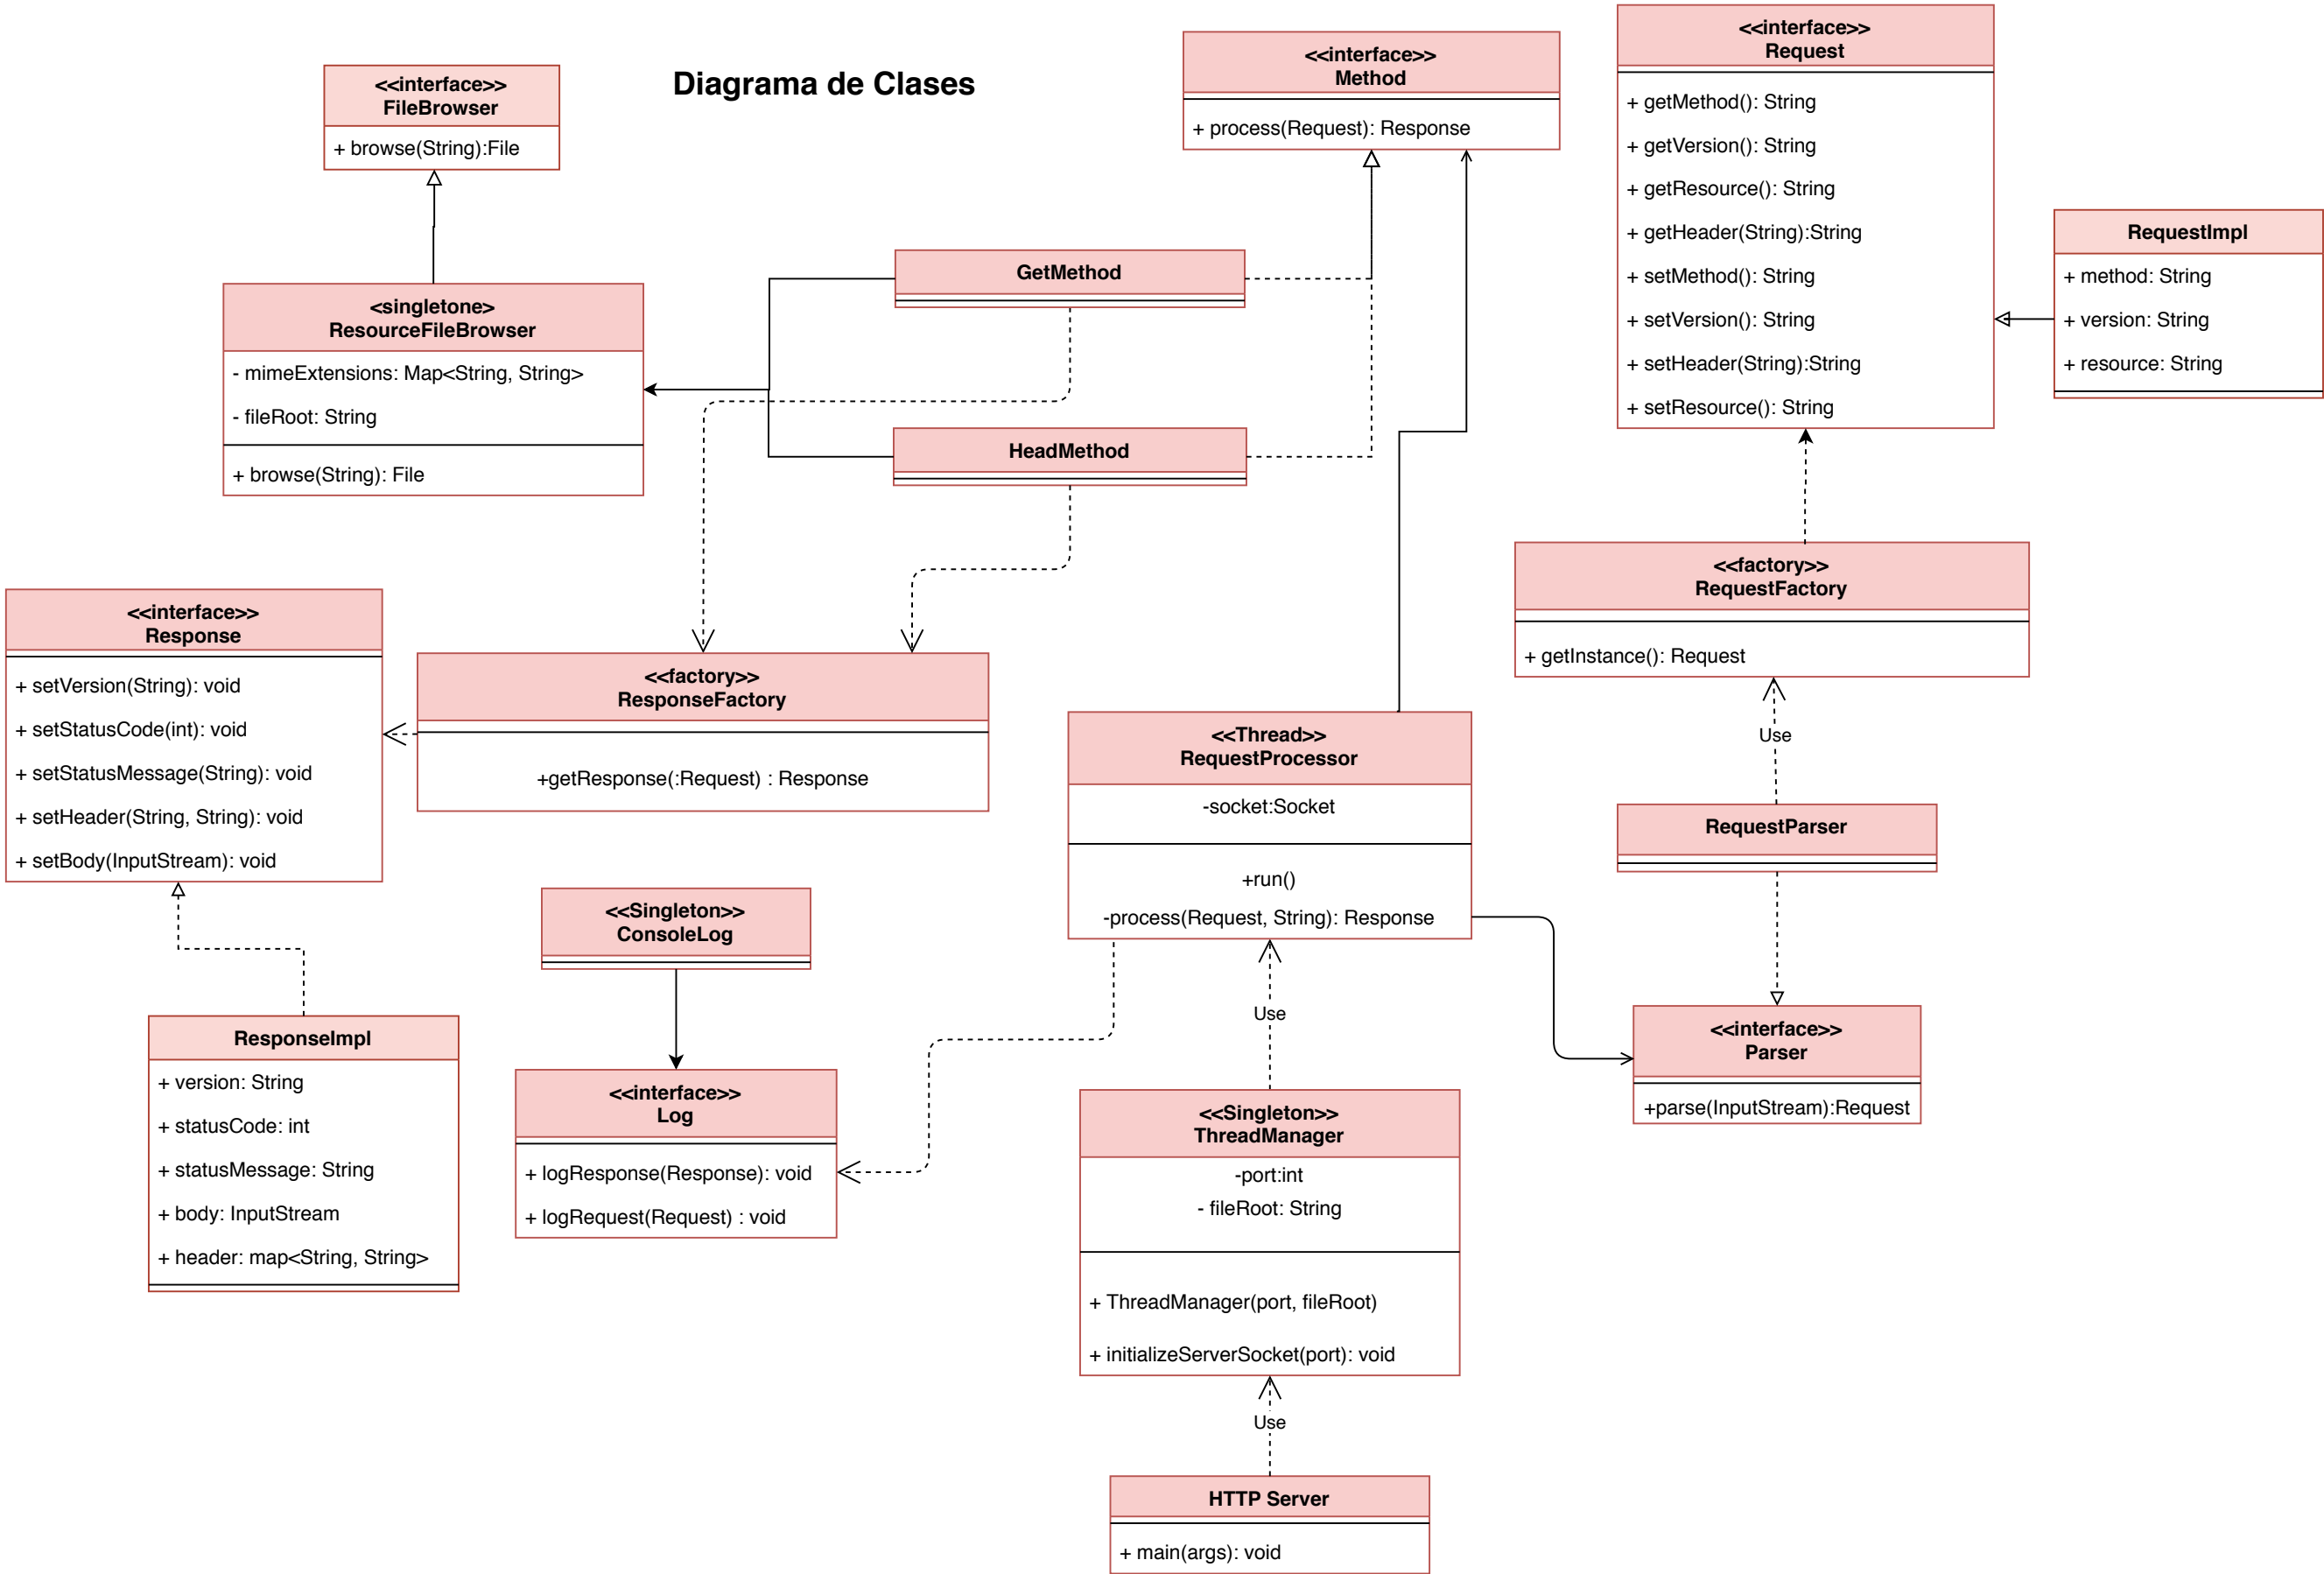 Diagrama de Clases
<<interface>>
FileBrowser
+ browse(String):File
<singletone>
ResourceFileBrowser
- mimeExtensions: Map<String, String>
- fileRoot: String
+ browse(String): File
<<interface>>
Method
+ process(Request): Response
GetMethod
HeadMethod
<<interface>>
Request
+ getMethod(): String
+ getVersion(): String
+ getResource(): String
+ getHeader(String):String
+ setMethod(): String
+ setVersion(): String
+ setHeader(String):String
+ setResource(): String
RequestImpl
+ method: String
+ version: String
+ resource: String
<<factory>>
RequestFactory
+ getInstance(): Request
Use
RequestParser
<<interface>>
Parser
+parse(InputStream):Request
<<interface>>
Response
+ setVersion(String): void
+ setStatusCode(int): void
+ setStatusMessage(String): void
+ setHeader(String, String): void
+ setBody(InputStream): void
<<factory>>
ResponseFactory
+getResponse(:Request) : Response
ResponseImpl
+ version: String
+ statusCode: int
+ statusMessage: String
+ body: InputStream
+ header: map<String, String>
<<Singleton>>
ConsoleLog
<<interface>>
Log
+ logResponse(Response): void
+ logRequest(Request) : void
<<Thread>>
RequestProcessor
-socket:Socket
+run()
-process(Request, String): Response
Use
<<Singleton>>
ThreadManager
-port:int
- fileRoot: String
+ ThreadManager(port, fileRoot)
+ initializeServerSocket(port): void
Use
HTTP Server
+ main(args): void